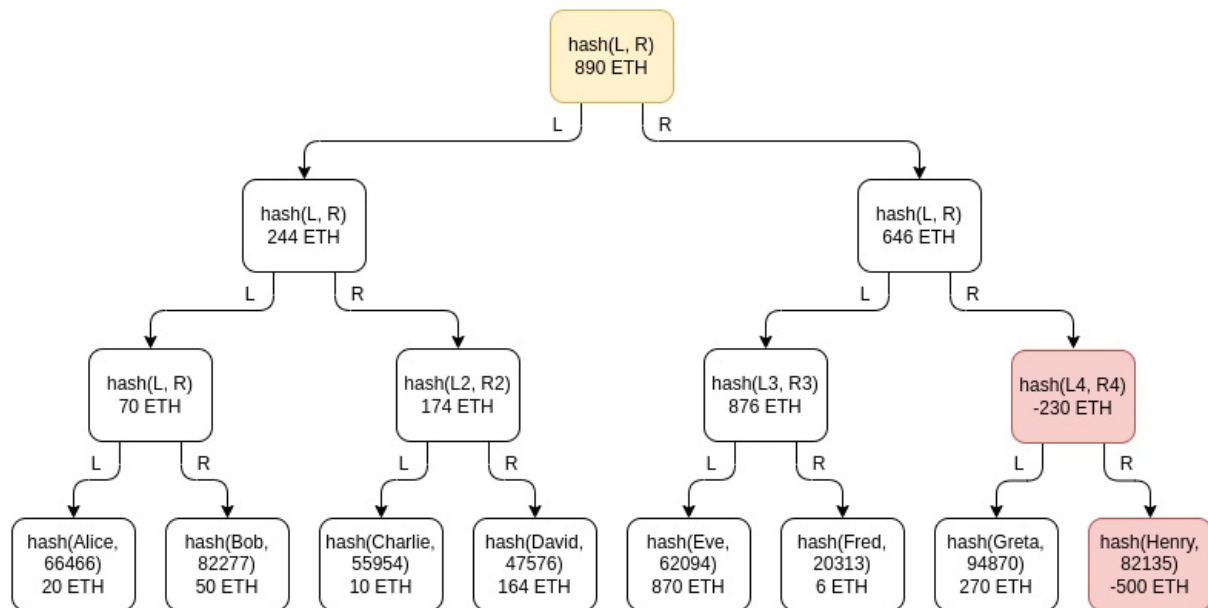 hash(L, R)
890 ETH
L
R
hash(L, R)
244 ETH
hash(L, R)
646 ETH
L
R
L
R
hash(L, R)
70 ETH
hash(L2, R2)
174 ETH
hash(L3, R3)
876 ETH
hash(L4, R4)
-230 ETH
L
R
L
R
L
R
L
R
hash(Alice,
66466)
20 ETH
hash(Bob,
82277)
50 ETH
hash(Charlie,
55954)
10 ETH
hash(David,
47576)
164 ETH
hash(Eve,
62094)
870 ETH
hash(Fred,
20313)
6 ETH
hash(Greta,
94870)
270 ETH
hash(Henry,
82135)
-500 ETH